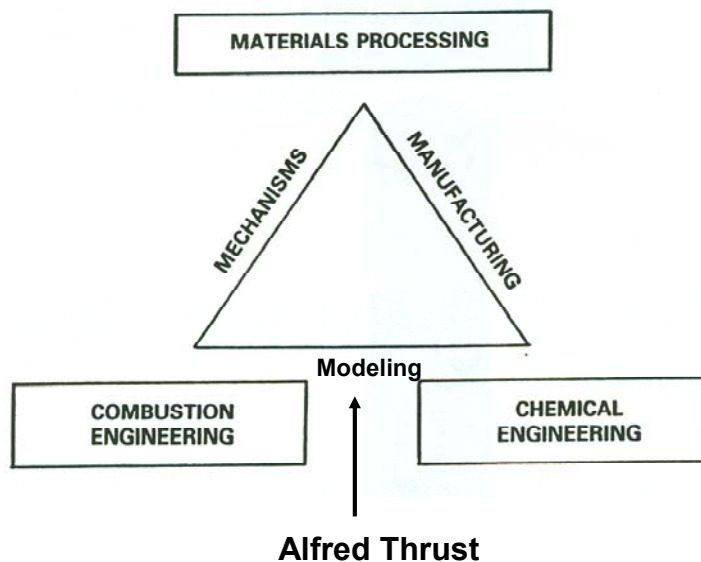 MATERIALS PROCESSING
MECHANISMS
MANUFACTURING
Modeling
COMBUSTION
ENGINEERING
CHEMICAL
ENGINEERING
Alfred Thrust